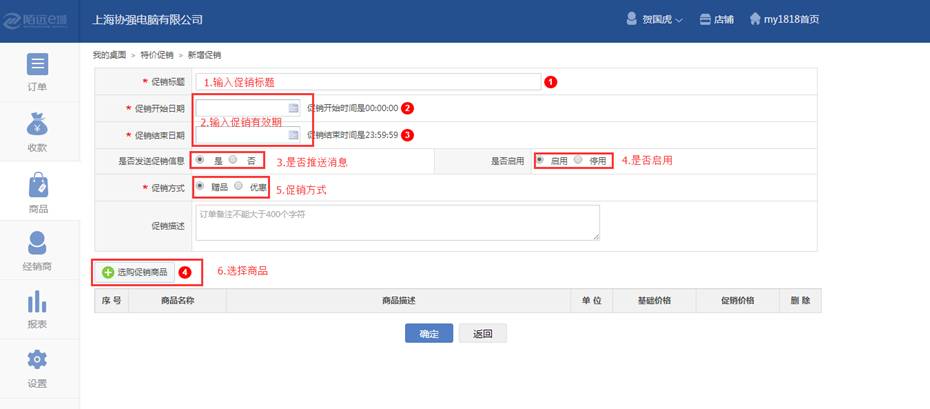 陌远e城 上海协强电脑有限公司 贺国虎 店铺 my1818首页
我的桌面 > 特价促销 > 新增促销
订单
收款
商品
经销商
报表
设置
* 促销标题 1.输入促销标题 1
* 促销开始日期 促销开始时间是00:00:00 2
2.输入促销有效期
* 促销结束日期 促销结束时间是23:59:59 3
是否发送促销信息 是 否 3.是否推送消息 是否启用 启用 停用 4.是否启用
* 促销方式 赠品 优惠 5.促销方式
促销描述 订单备注不能大于400个字符
选购促销商品 4 6.选择商品
序 号 商品名称 商品描述 单 位 基础价格 促销价格 删 除
确定 返回